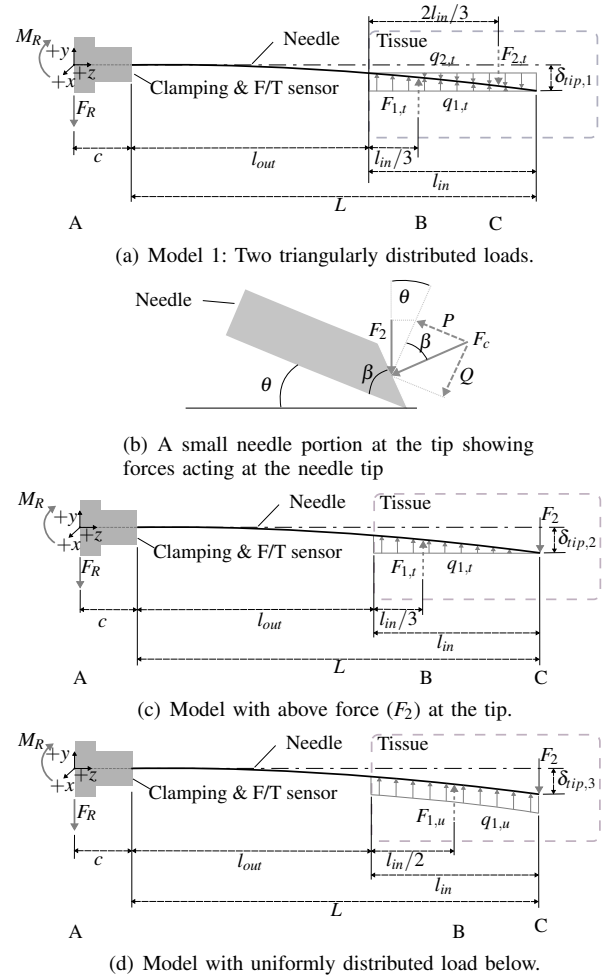 2l_in/3
M_R
+y
Needle
Tissue
q_2,t
F_2,t
+z
+x
Clamping & F/T sensor
F_1,t
q_1,t
δ_tip,1
F_R
c
l_out
l_in/3
l_in
L
A
B
C
(a) Model 1: Two triangularly distributed loads.
Needle
θ
F_2
P
F_c
β
θ
β
Q
(b) A small needle portion at the tip showing
forces acting at the needle tip
M_R
+y
Needle
Tissue
F_2
+z
+x
Clamping & F/T sensor
δ_tip,2
F_R
F_1,t
q_1,t
c
l_out
l_in/3
l_in
L
A
B
C
(c) Model with above force (F_2) at the tip.
M_R
+y
Needle
Tissue
F_2
+z
+x
Clamping & F/T sensor
δ_tip,3
F_R
F_1,u
q_1,u
c
l_out
l_in/2
l_in
L
A
B
C
(d) Model with uniformly distributed load below.